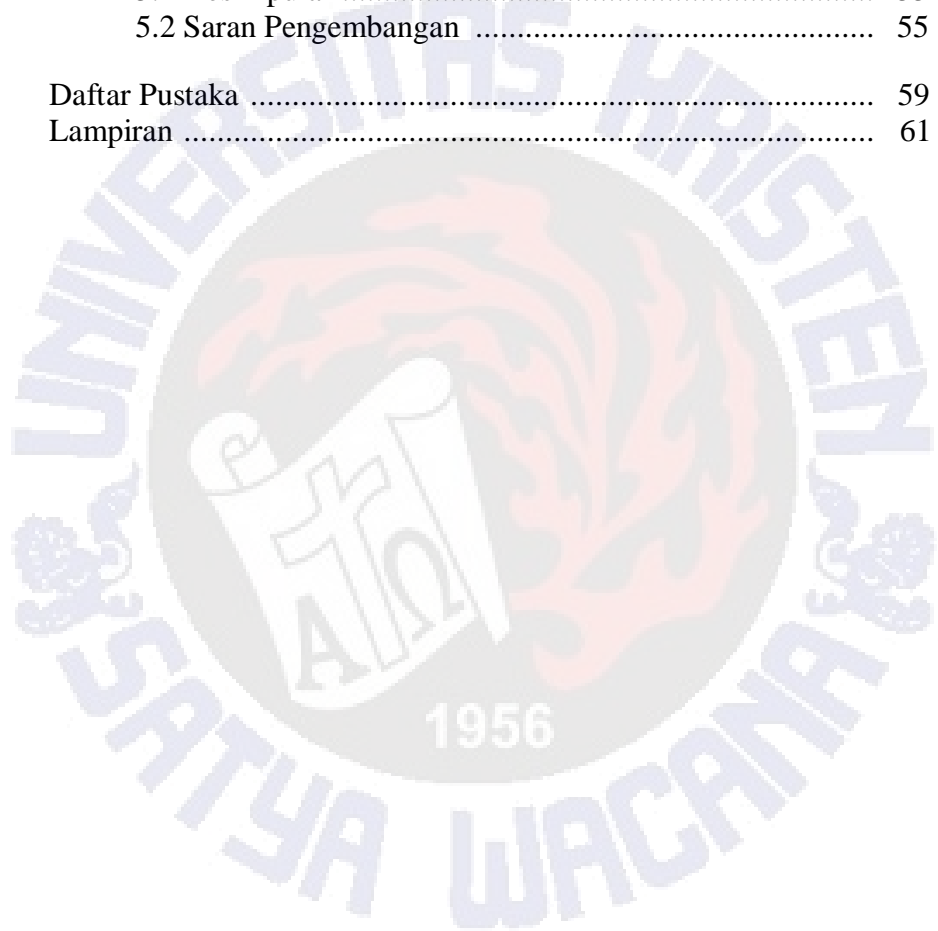 5.2 Saran Pengembangan ................................................... 55
Daftar Pustaka ................................................................................ 59
Lampiran ......................................................................................... 61
UNIVERSITAS KRISTEN
Α Ω
1956
SATYA WACANA